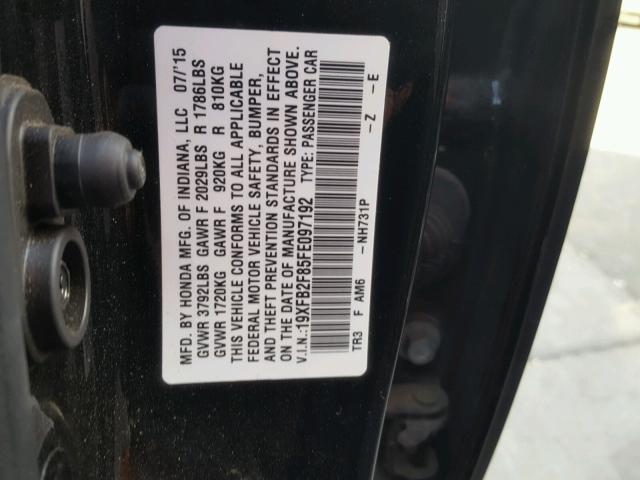 MFD. BY HONDA MFG. OF INDIANA, LLC 07/'15
GVWR 3792LBS GAWR F 2029LBS R 1786LBS
GVWR 1720KG GAWR F 920KG R 810KG
THIS VEHICLE CONFORMS TO ALL APPLICABLE
FEDERAL MOTOR VEHICLE SAFETY, BUMPER,
AND THEFT PREVENTION STANDARDS IN EFFECT
ON THE DATE OF MANUFACTURE SHOWN ABOVE.
V.I.N.:19XFB2F85FE097192 TYPE: PASSENGER CAR
TR3 F AM6 -NH731P -Z -E